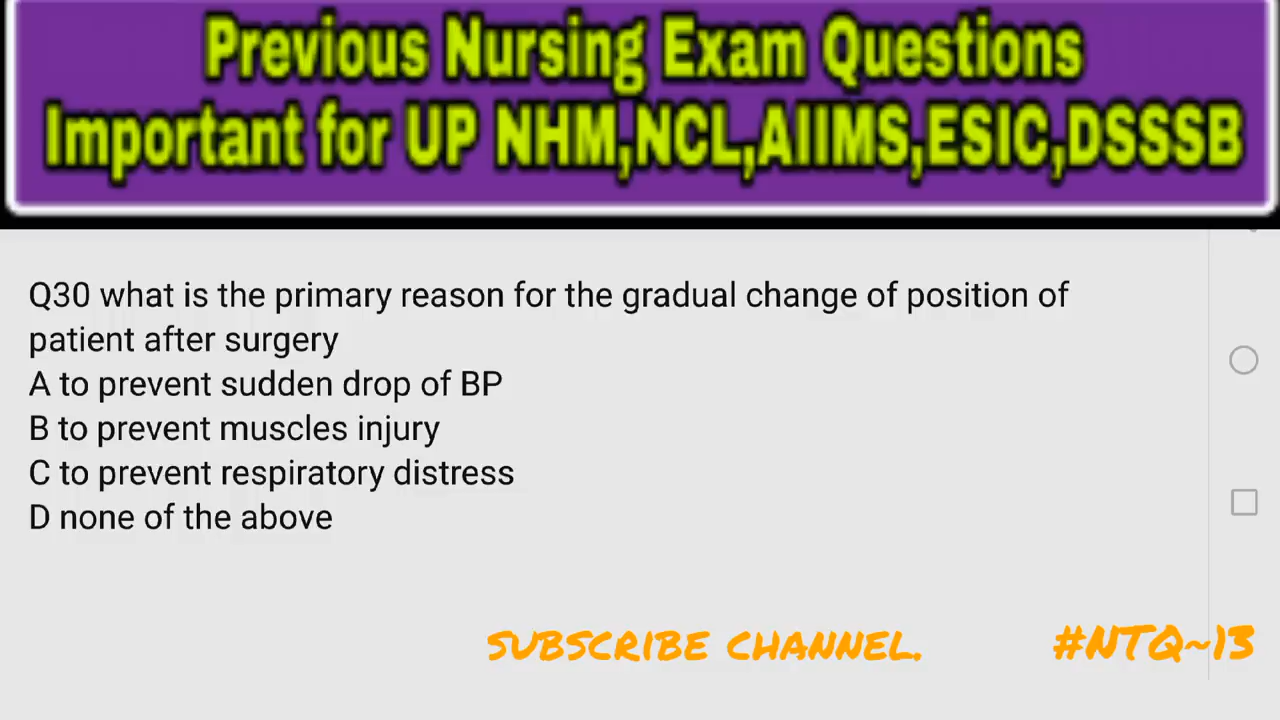 Previous Nursing Exam Questions
Important for UP NHM,NCL,AIIMS,ESIC,DSSSB
Q30 what is the primary reason for the gradual change of position of
patient after surgery
A to prevent sudden drop of BP
B to prevent muscles injury
C to prevent respiratory distress
D none of the above
SUBSCRIBE CHANNEL. #NTQ~13